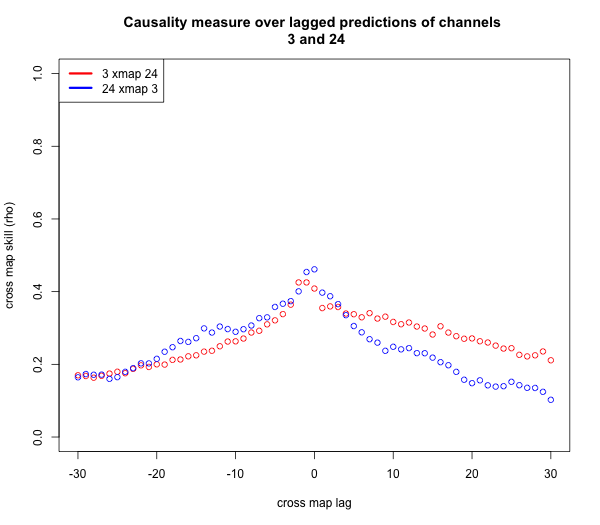 Causality measure over lagged predictions of channels
3 and 24
3 xmap 24
24 xmap 3
cross map skill (rho)
1.0
0.8
0.6
0.4
0.2
0.0
-30 -20 -10 0 10 20 30
cross map lag